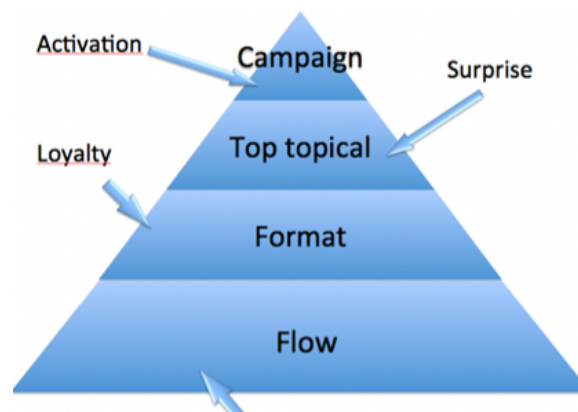 Activation
Campaign
Surprise
Top topical
Loyalty
Format
Flow